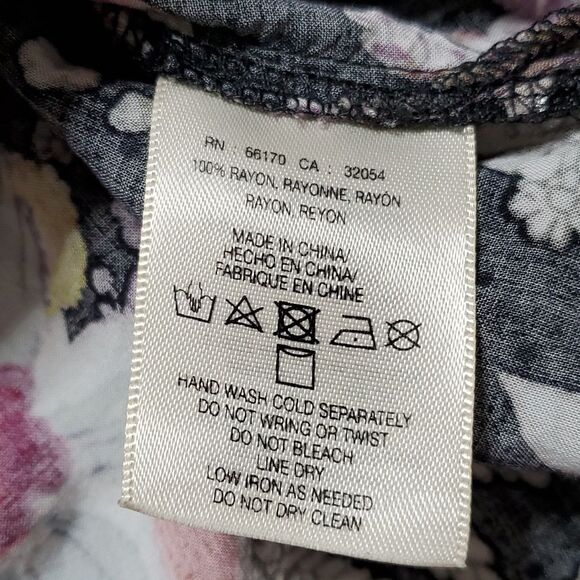 RN : 66170 CA : 32054
100% RAYON, RAYONNE, RAYÓN
RAYON, REYON
MADE IN CHINA/
HECHO EN CHINA/
FABRIQUE EN CHINE
HAND WASH COLD SEPARATELY
DO NOT WRING OR TWIST
DO NOT BLEACH
LINE DRY
LOW IRON AS NEEDED
DO NOT DRY CLEAN